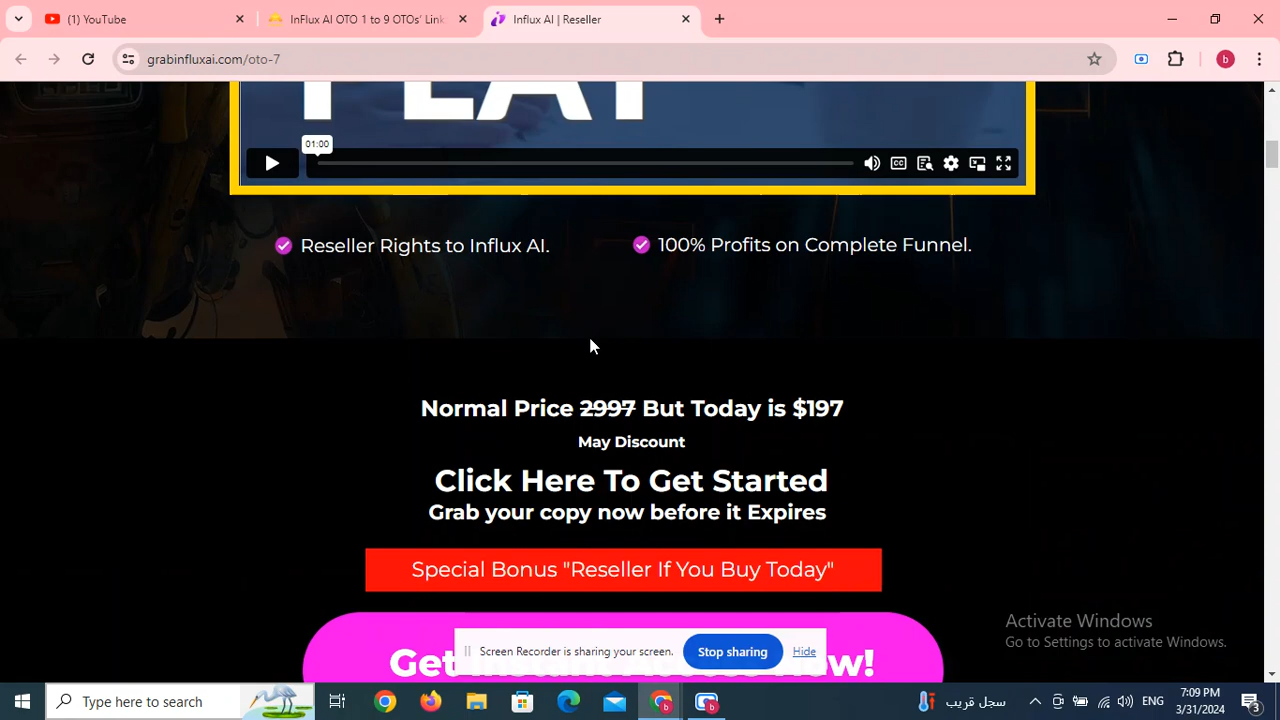 (1) YouTube
InFlux AI OTO 1 to 9 OTOs' Link
Influx AI | Reseller
grabinfluxai.com/oto-7
b
01:00
CC
Reseller Rights to Influx AI.
100% Profits on Complete Funnel.
Normal Price 2997 But Today is $197
May Discount
Click Here To Get Started
Grab your copy now before it Expires
Special Bonus "Reseller If You Buy Today"
Activate Windows
Go to Settings to activate Windows.
Screen Recorder is sharing your screen.
Stop sharing
Hide
Type here to search
سجل قريب
ENG
7:09 PM
3/31/2024
3